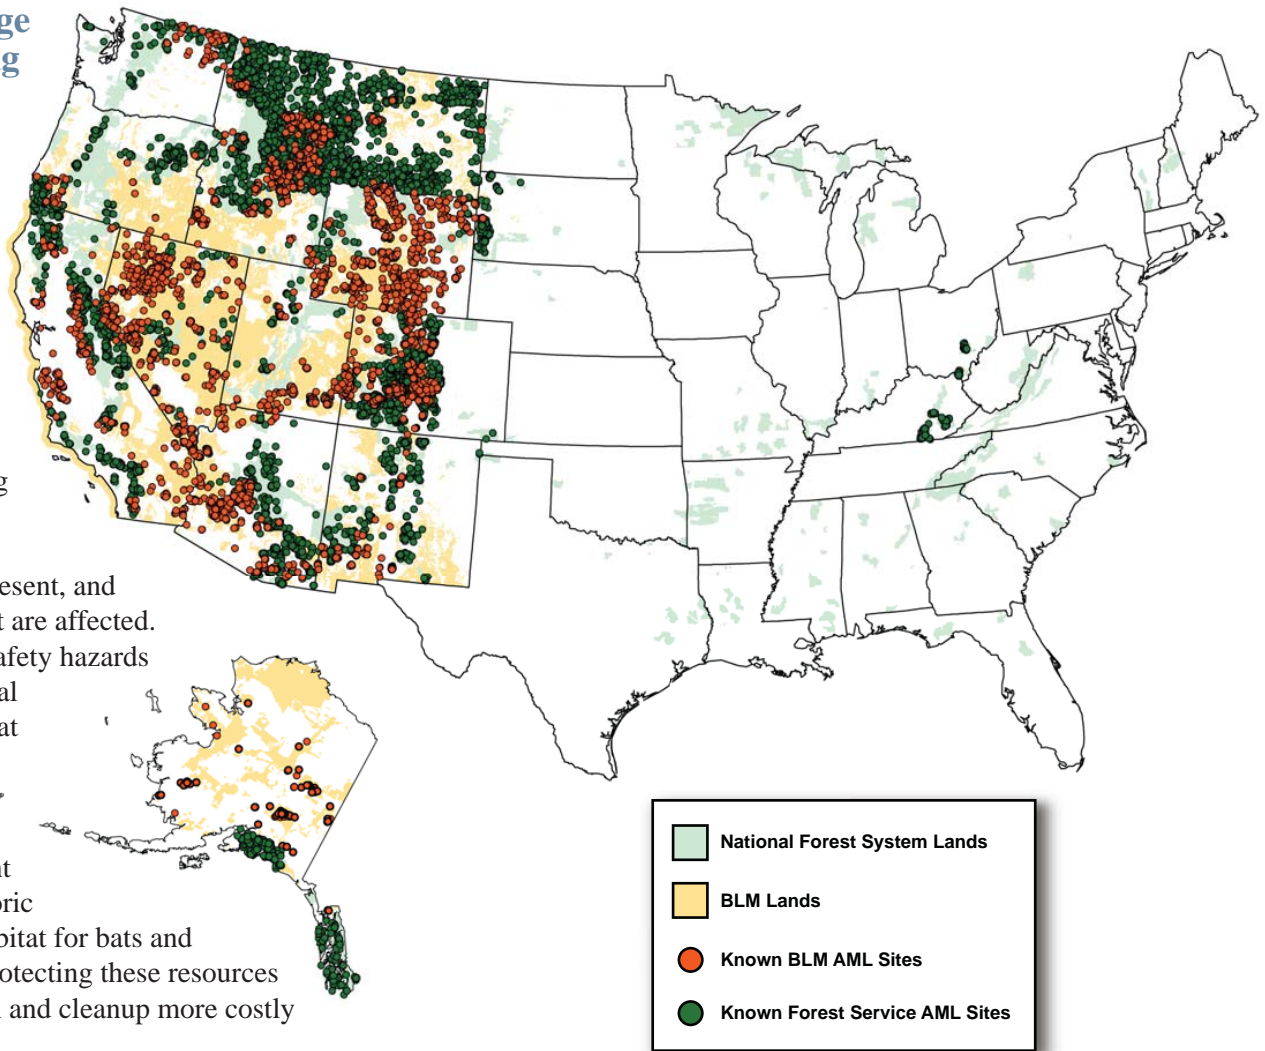 ge
g
g
esent, and
t are affected.
afety hazards
al
at
nt
oric
bitat for bats and
otecting these resources
and cleanup more costly
National Forest System Lands
BLM Lands
Known BLM AML Sites
Known Forest Service AML Sites